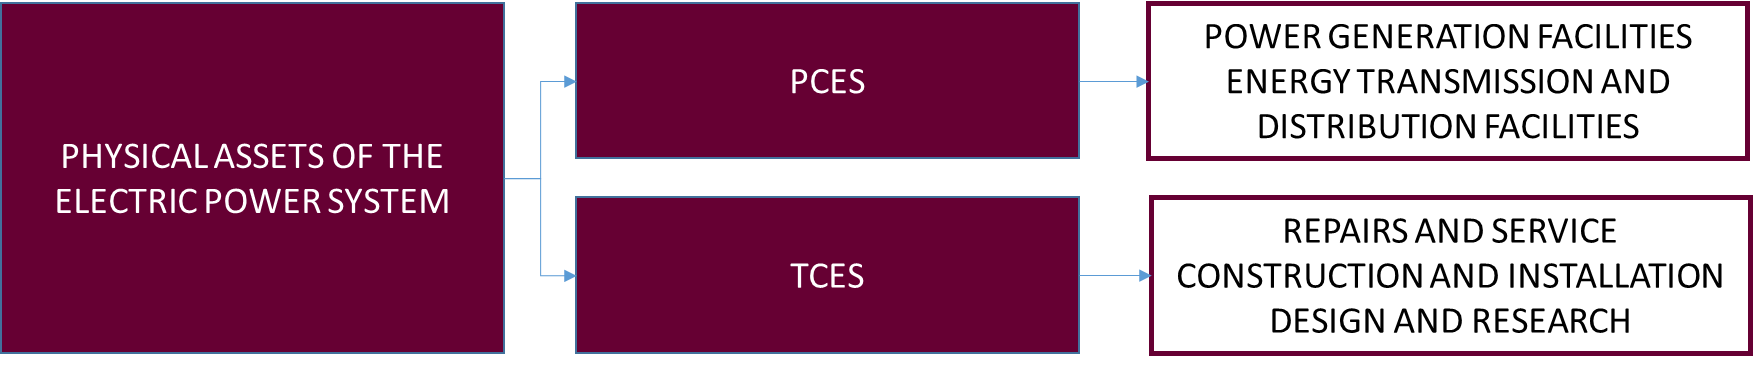 PHYSICAL ASSETS OF THE
ELECTRIC POWER SYSTEM
PCES
POWER GENERATION FACILITIES
ENERGY TRANSMISSION AND
DISTRIBUTION FACILITIES
TCES
REPAIRS AND SERVICE
CONSTRUCTION AND INSTALLATION
DESIGN AND RESEARCH